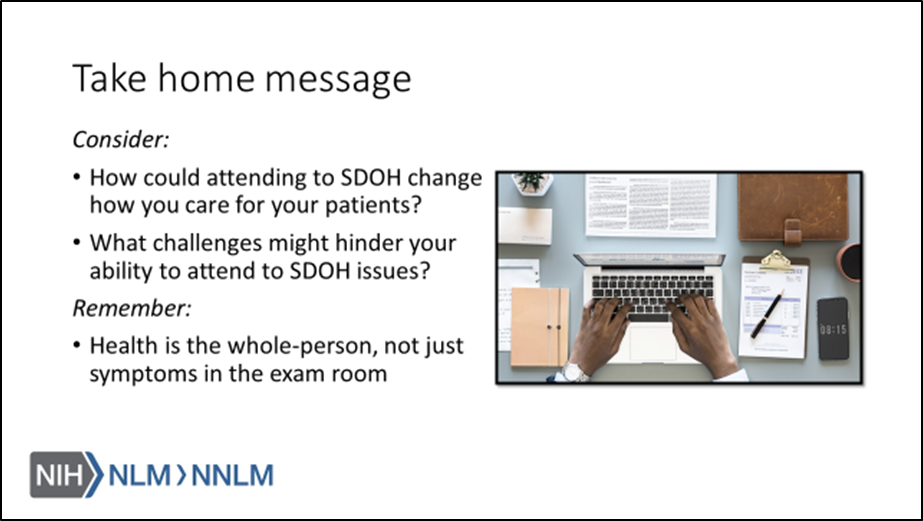 Take home message
Consider:
• How could attending to SDOH change
how you care for your patients?
• What challenges might hinder your
ability to attend to SDOH issues?
Remember:
• Health is the whole-person, not just
symptoms in the exam room
09:15
NIH NLM NNLM